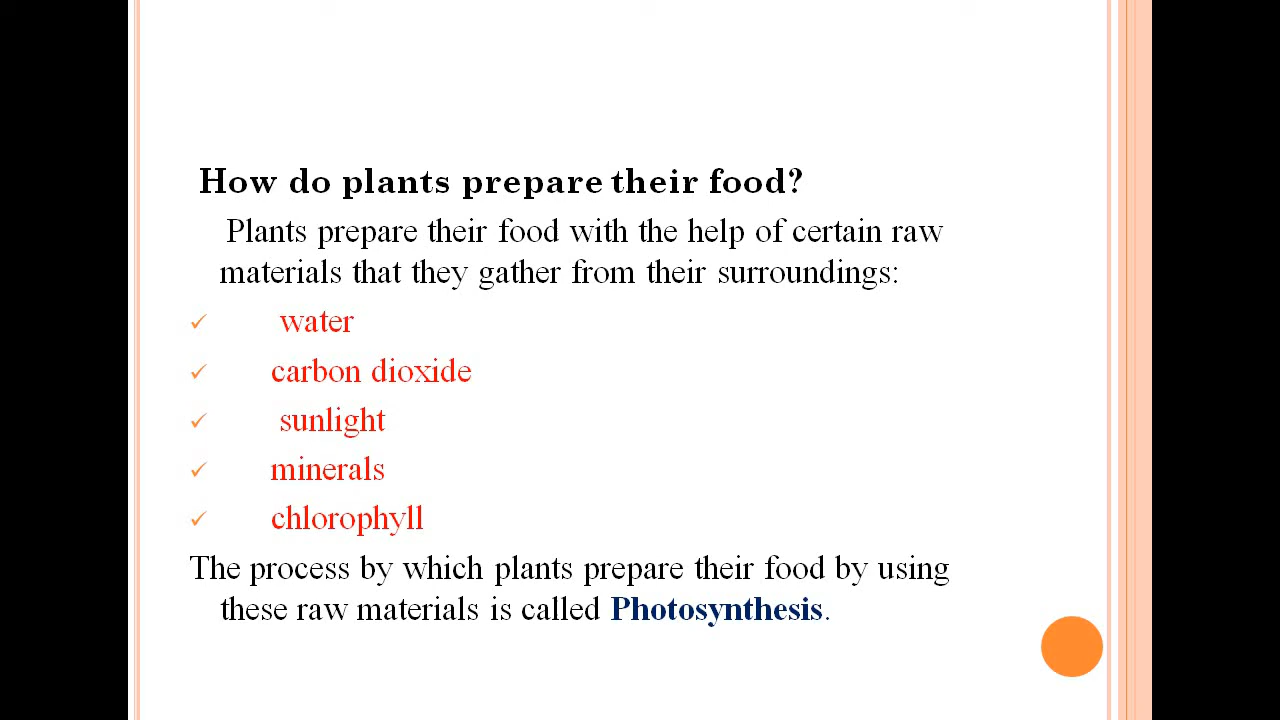 How do plants prepare their food?
Plants prepare their food with the help of certain raw
materials that they gather from their surroundings:
✓ water
✓ carbon dioxide
✓ sunlight
✓ minerals
✓ chlorophyll
The process by which plants prepare their food by using
these raw materials is called Photosynthesis.